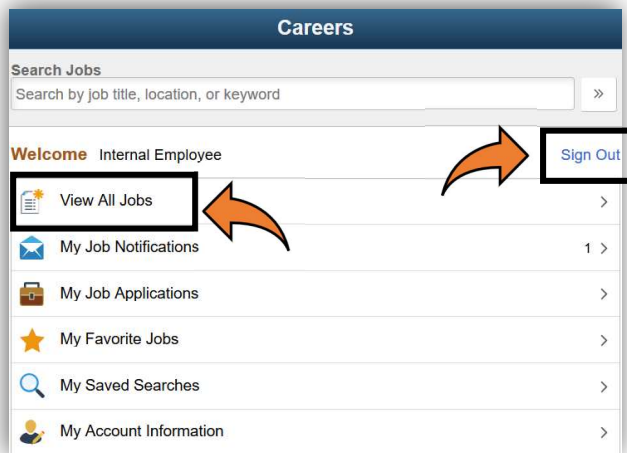 Careers
Search Jobs
Search by job title, location, or keyword
»
Welcome Internal Employee Sign Out
View All Jobs >
My Job Notifications 1 >
My Job Applications >
My Favorite Jobs >
My Saved Searches >
My Account Information >